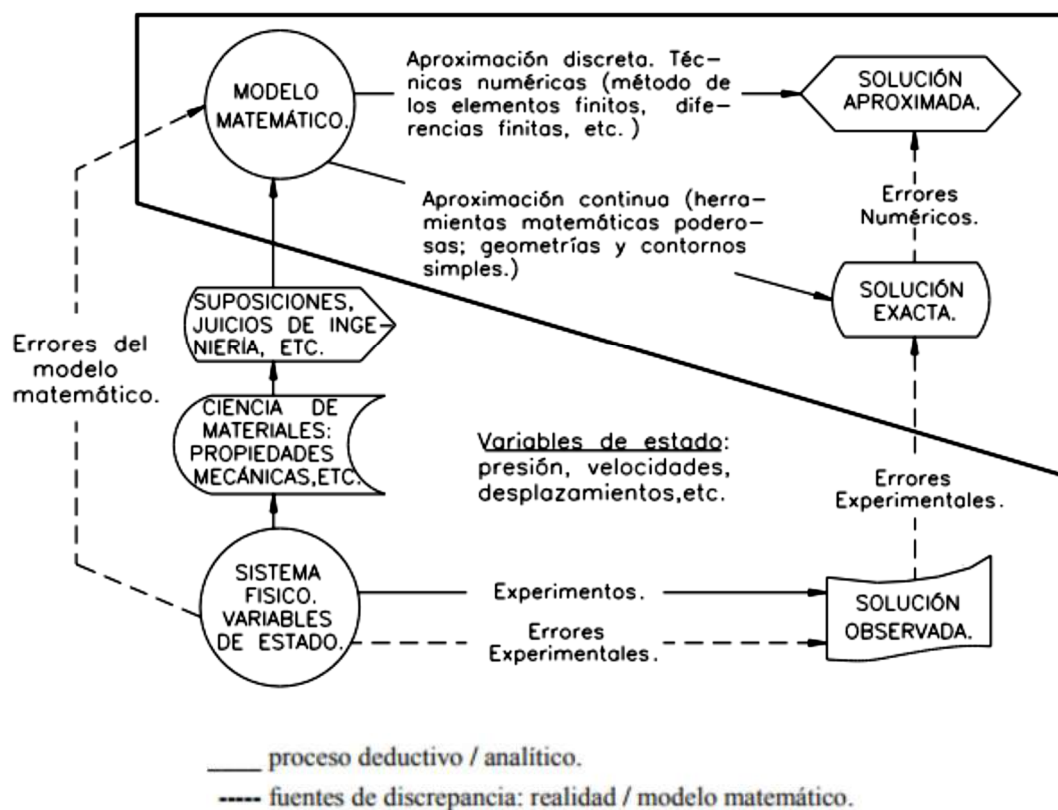 MODELO
MATEMÁTICO.
Aproximación discreta. Téc–
nicas numéricas (método de
los elementos finitos, dife–
rencias finitas, etc. )
SOLUCIÓN
APROXIMADA.
Aproximación continua (herra–
mientas matemáticas podero–
sas; geometrías y contornos
simples.)
Errores
Numéricos.
SOLUCIÓN
EXACTA.
SUPOSICIONES,
JUICIOS DE INGE–
NIERÍA, ETC.
Errores del
modelo
matemático.
CIENCIA DE
MATERIALES:
PROPIEDADES
MECÁNICAS,ETC.
Variables de estado:
presión, velocidades,
desplazamientos,etc.
Errores
Experimentales.
SISTEMA
FISICO.
VARIABLES
DE ESTADO.
Experimentos.
Errores
Experimentales.
SOLUCIÓN
OBSERVADA.
proceso deductivo / analítico.
fuentes de discrepancia: realidad / modelo matemático.